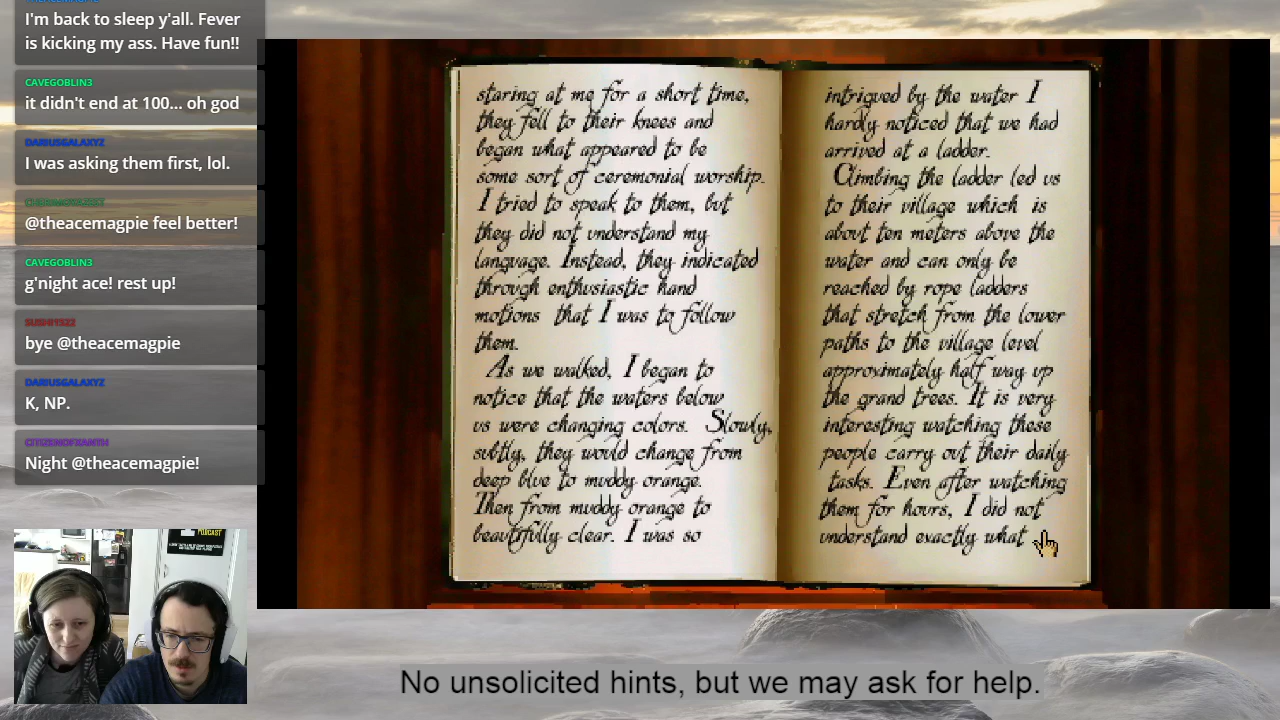 I'm back to sleep y'all. Fever
is kicking my ass. Have fun!!
CAVEGOBLIN3
it didn't end at 100... oh god
DARIUSGALAXYZ
I was asking them first, lol.
@theacemagpie feel better!
CAVEGOBLIN3
g'night ace! rest up!
bye @theacemagpie
DARIUSGALAXYZ
K, NP.
CITIZENOFXANTH
Night @theacemagpie!
PODCAST
staring at me for a short time,
they fell to their knees and
began what appeared to be
some sort of ceremonial worship.
I tried to speak to them, but
they did not understand my
language. Instead, they indicated
through enthusiastic hand
motions that I was to follow
them.
As we walked, I began to
notice that the waters below
us were changing colors. Slowly,
subtly, they would change from
deep blue to muddy orange.
Then from muddy orange to
beautifully clear. I was so
intrigued by the water I
hardly noticed that we had
arrived at a ladder.
Climbing the ladder led us
to their village which is
about ten meters above the
water and can only be
reached by rope ladders
that stretch from the lower
paths to the village level
approximately half way up
the grand trees. It is very
interesting watching these
people carry out their daily
tasks. Even after watching
them for hours, I did not
understand exactly what
No unsolicited hints, but we may ask for help.